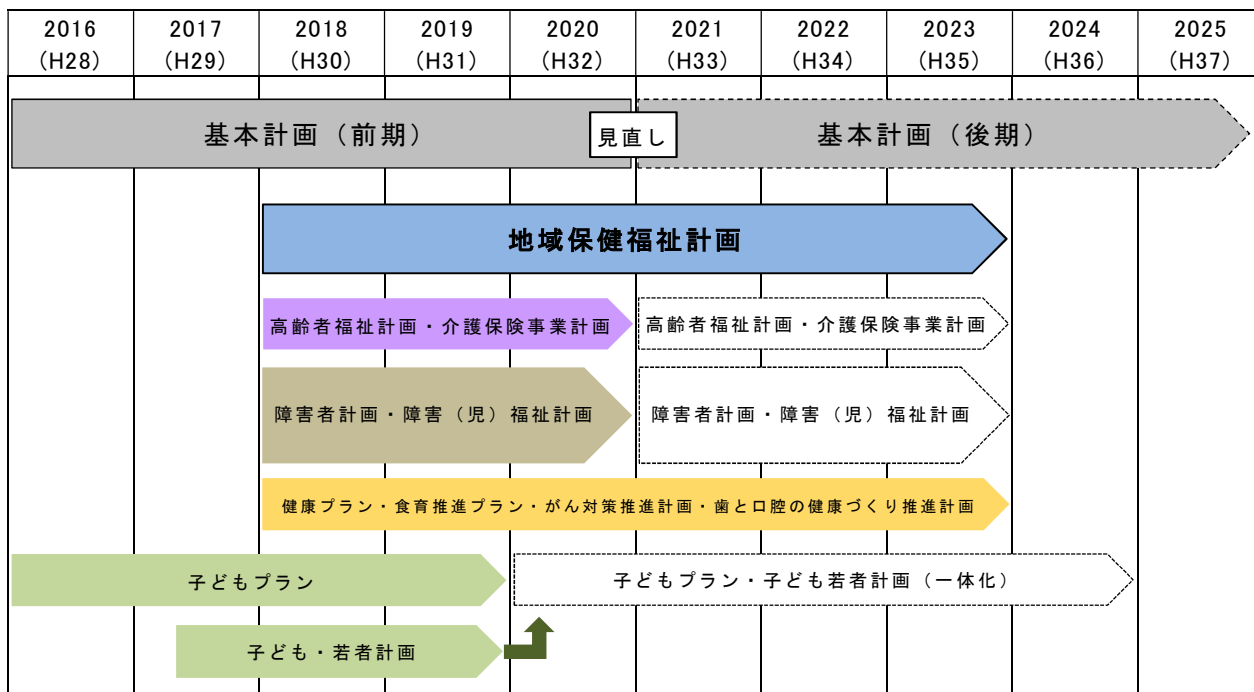 2016 2017 2018 2019 2020 2021 2022 2023 2024 2025
(H28) (H29) (H30) (H31) (H32) (H33) (H34) (H35) (H36) (H37)
基本計画(前期)
見直し
基本計画(後期)
地域保健福祉計画
高齢者福祉計画・介護保険事業計画
高齢者福祉計画・介護保険事業計画
障害者計画・障害(児)福祉計画
障害者計画・障害(児)福祉計画
健康プラン・食育推進プラン・がん対策推進計画・歯と口腔の健康づくり推進計画
子どもプラン
子どもプラン・子ども若者計画(一体化)
子ども・若者計画